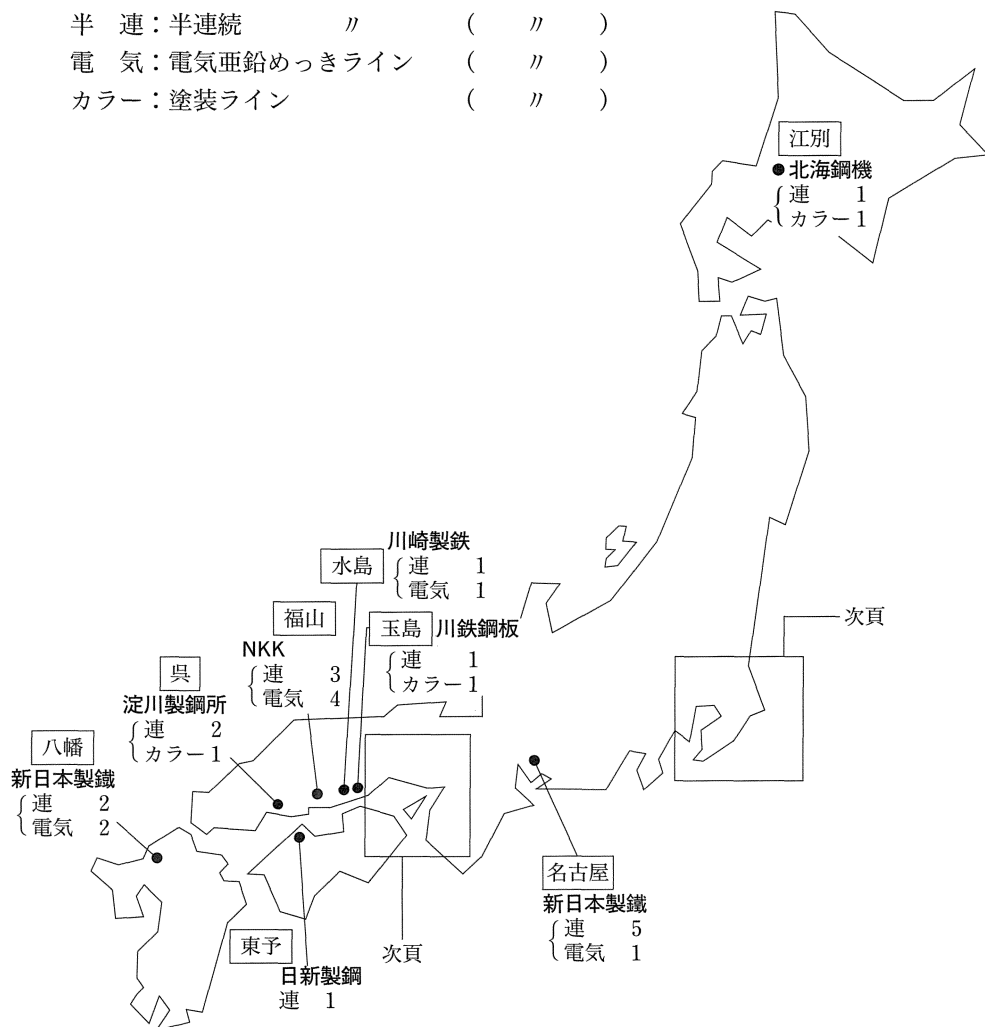 半　連：半連続　　　〃　　　（　〃　）
電　気：電気亜鉛めっきライン　（　〃　）
カラー：塗装ライン　　　　　（　〃　）
江別
北海鋼機
連　1
カラー1
川崎製鉄
水島
連　1
電気　1
福山
玉島
川鉄鋼板
NKK
連　3
電気　4
連　1
カラー1
次頁
呉
淀川製鋼所
連　2
カラー1
八幡
新日本製鐵
連　2
電気　2
名古屋
新日本製鐵
連　5
電気　1
東予
次頁
日新製鋼
連　1